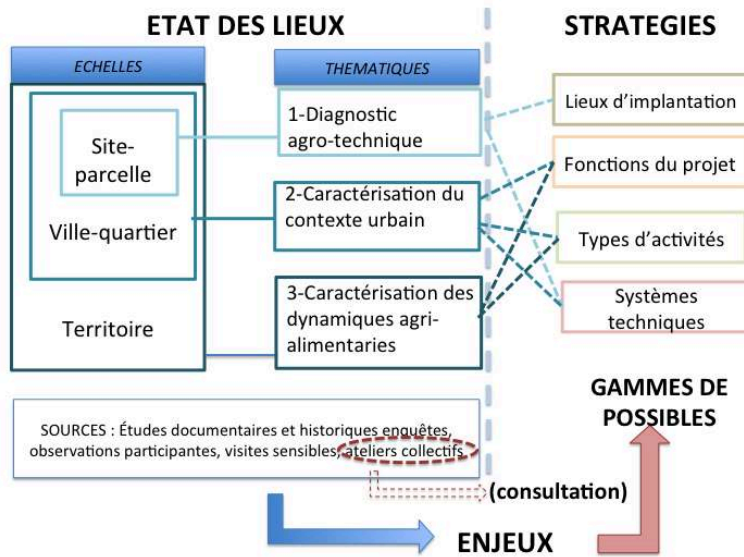 ETAT DES LIEUX
STRATEGIES
ECHELLES
THEMATIQUES
Site-
parcelle
Ville-quartier
Territoire
1-Diagnostic
agro-technique
2-Caractérisation du
contexte urbain
3-Caractérisation des
dynamiques agri-
alimentaries
Lieux d'implantation
Fonctions du projet
Types d'activités
Systèmes
techniques
SOURCES : Études documentaires et historiques enquêtes,
observations participantes, visites sensibles, ateliers collectifs
(consultation)
ENJEUX
GAMMES DE
POSSIBLES